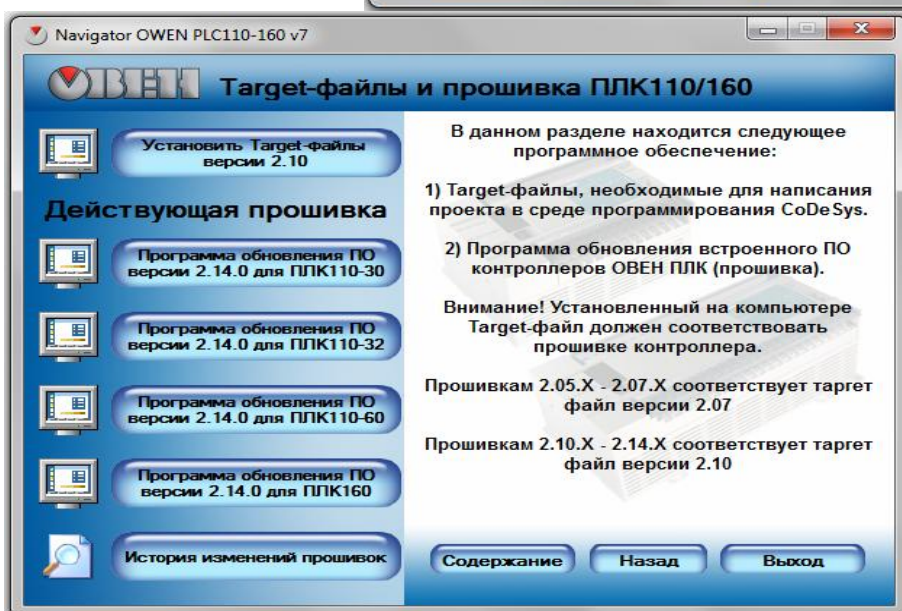 Navigator OWEN PLC110-160 v7
ОВЕН Target-файлы и прошивка ПЛК110/160
Установить Target-файлы
версии 2.10
Действующая прошивка
Программа обновления ПО
версии 2.14.0 для ПЛК110-30
Программа обновления ПО
версии 2.14.0 для ПЛК110-32
Программа обновления ПО
версии 2.14.0 для ПЛК110-60
Программа обновления ПО
версии 2.14.0 для ПЛК160
История изменений прошивок
В данном разделе находится следующее
программное обеспечение:
1) Target-файлы, необходимые для написания
проекта в среде программирования CoDeSys.
2) Программа обновления встроенного ПО
контроллеров ОВЕН ПЛК (прошивка).
Внимание! Установленный на компьютере
Target-файл должен соответствовать
прошивке контроллера.
Прошивкам 2.05.X - 2.07.X соответствует таргет
файл версии 2.07
Прошивкам 2.10.X - 2.14.X соответствует таргет
файл версии 2.10
Содержание Назад Выход